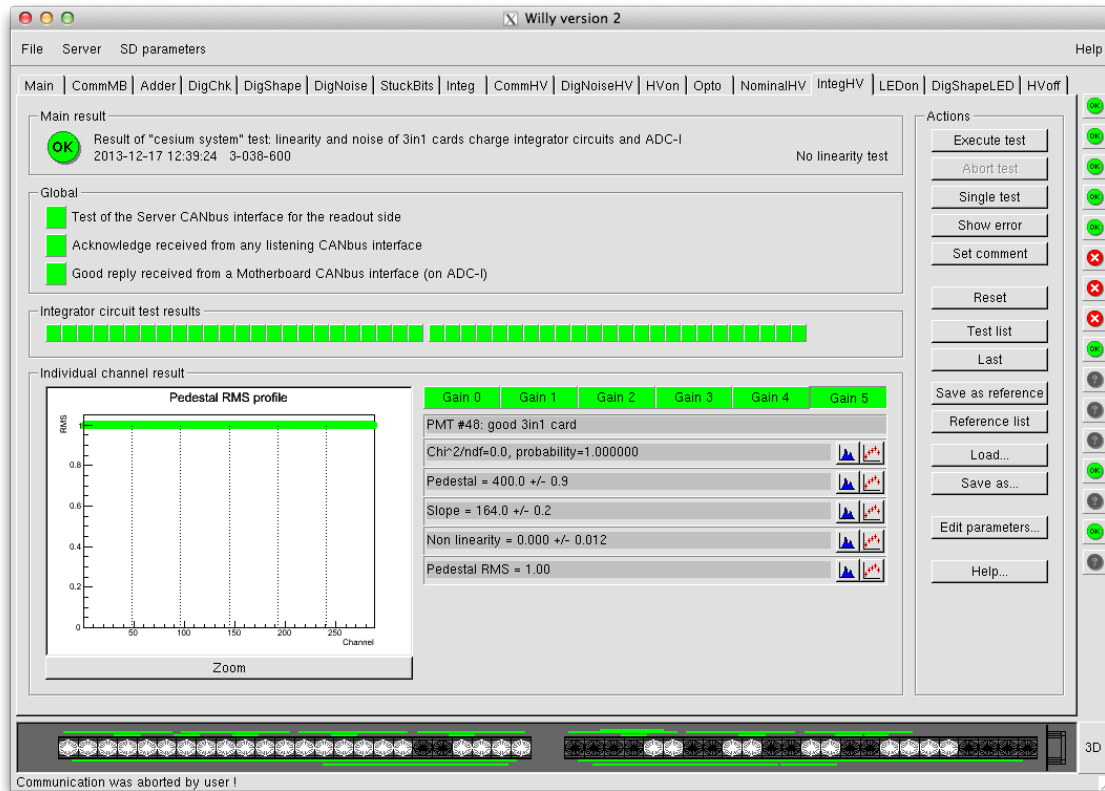 Willy version 2
File Server SD parameters Help
Main CommMB Adder DigChk DigShape DigNoise StuckBits Integ CommHV DigNoiseHV HVon Opto NominalHV IntegHV LEDon DigShapeLED HVoff
Main result
OK
Result of "cesium system" test: linearity and noise of 3in1 cards charge integrator circuits and ADC-I
2013-12-17 12:39:24 3-038-600
No linearity test
Global
Test of the Server CANbus interface for the readout side
Acknowledge received from any listening CANbus interface
Good reply received from a Motherboard CANbus interface (on ADC-I)
Integrator circuit test results
Individual channel result
Pedestal RMS profile
RMS
1
0.8
0.6
0.4
0.2
0
50 100 150 200 250
Channel
Zoom
Gain 0 Gain 1 Gain 2 Gain 3 Gain 4 Gain 5
PMT #48: good 3in1 card
Chi^2/ndf=0.0, probability=1.000000
Pedestal = 400.0 +/- 0.9
Slope = 164.0 +/- 0.2
Non linearity = 0.000 +/- 0.012
Pedestal RMS = 1.00
Actions
Execute test
Abort test
Single test
Show error
Set comment
Reset
Test list
Last
Save as reference
Reference list
Load...
Save as...
Edit parameters...
Help...
OK
OK
OK
OK
OK
OK
?
?
?
OK
?
OK
?
3D
Communication was aborted by user !